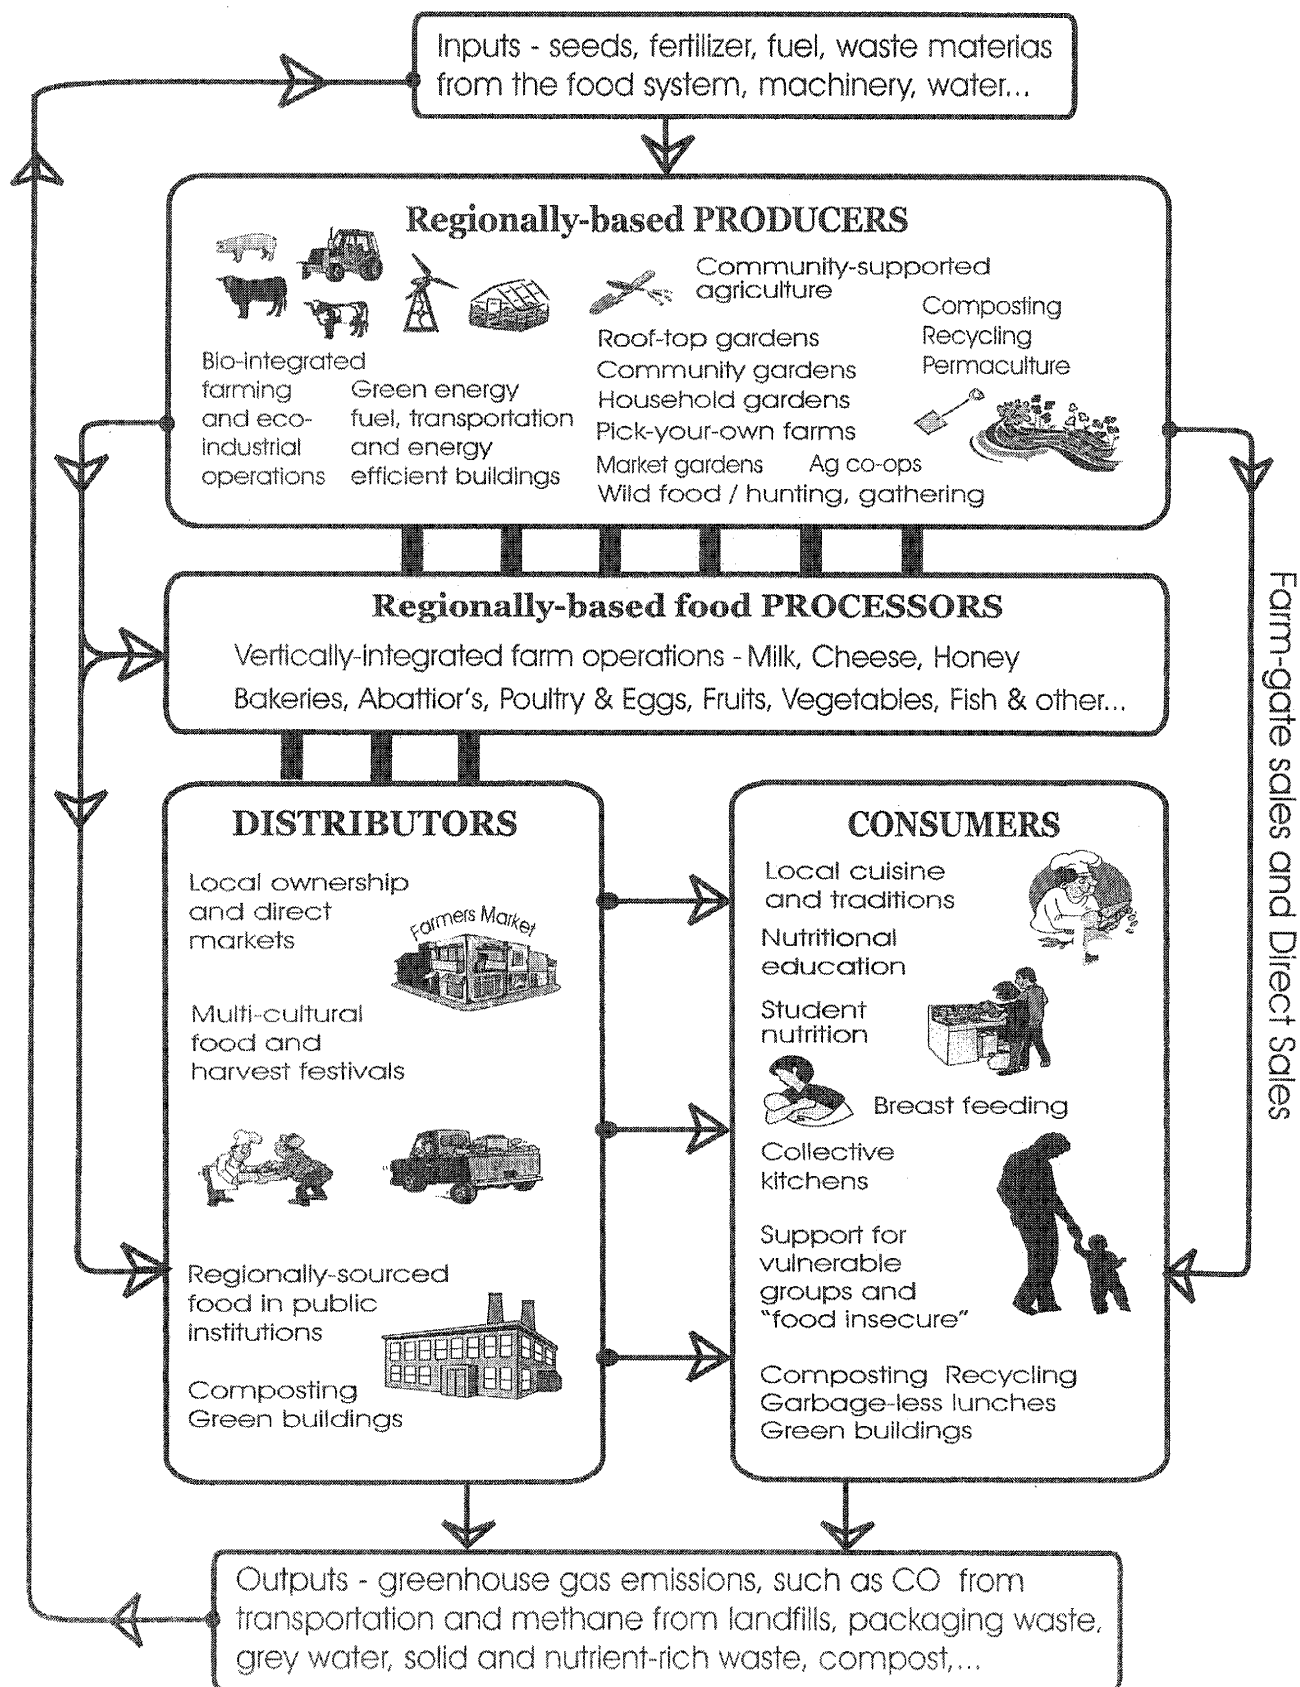 Inputs - seeds, fertilizer, fuel, waste materias
from the food system, machinery, water...
Regionally-based PRODUCERS
Community-supported
agriculture
Composting
Recycling
Permaculture
Roof-top gardens
Community gardens
Household gardens
Pick-your-own farms
Market gardens Ag co-ops
Wild food / hunting, gathering
Bio-integrated
farming
and eco-
industrial
operations
Green energy
fuel, transportation
and energy
efficient buildings
Regionally-based food PROCESSORS
Vertically-integrated farm operations - Milk, Cheese, Honey
Bakeries, Abattior's, Poultry & Eggs, Fruits, Vegetables, Fish & other...
Farm-gate sales and Direct Sales
DISTRIBUTORS
Local ownership
and direct
markets
Farmers Market
Multi-cultural
food and
harvest festivals
Regionally-sourced
food in public
institutions
Composting
Green buildings
CONSUMERS
Local cuisine
and traditions
Nutritional
education
Student
nutrition
Breast feeding
Collective
kitchens
Support for
vulnerable
groups and
"food insecure"
Composting Recycling
Garbage-less lunches
Green buildings
Outputs - greenhouse gas emissions, such as CO from
transportation and methane from landfills, packaging waste,
grey water, solid and nutrient-rich waste, compost,...